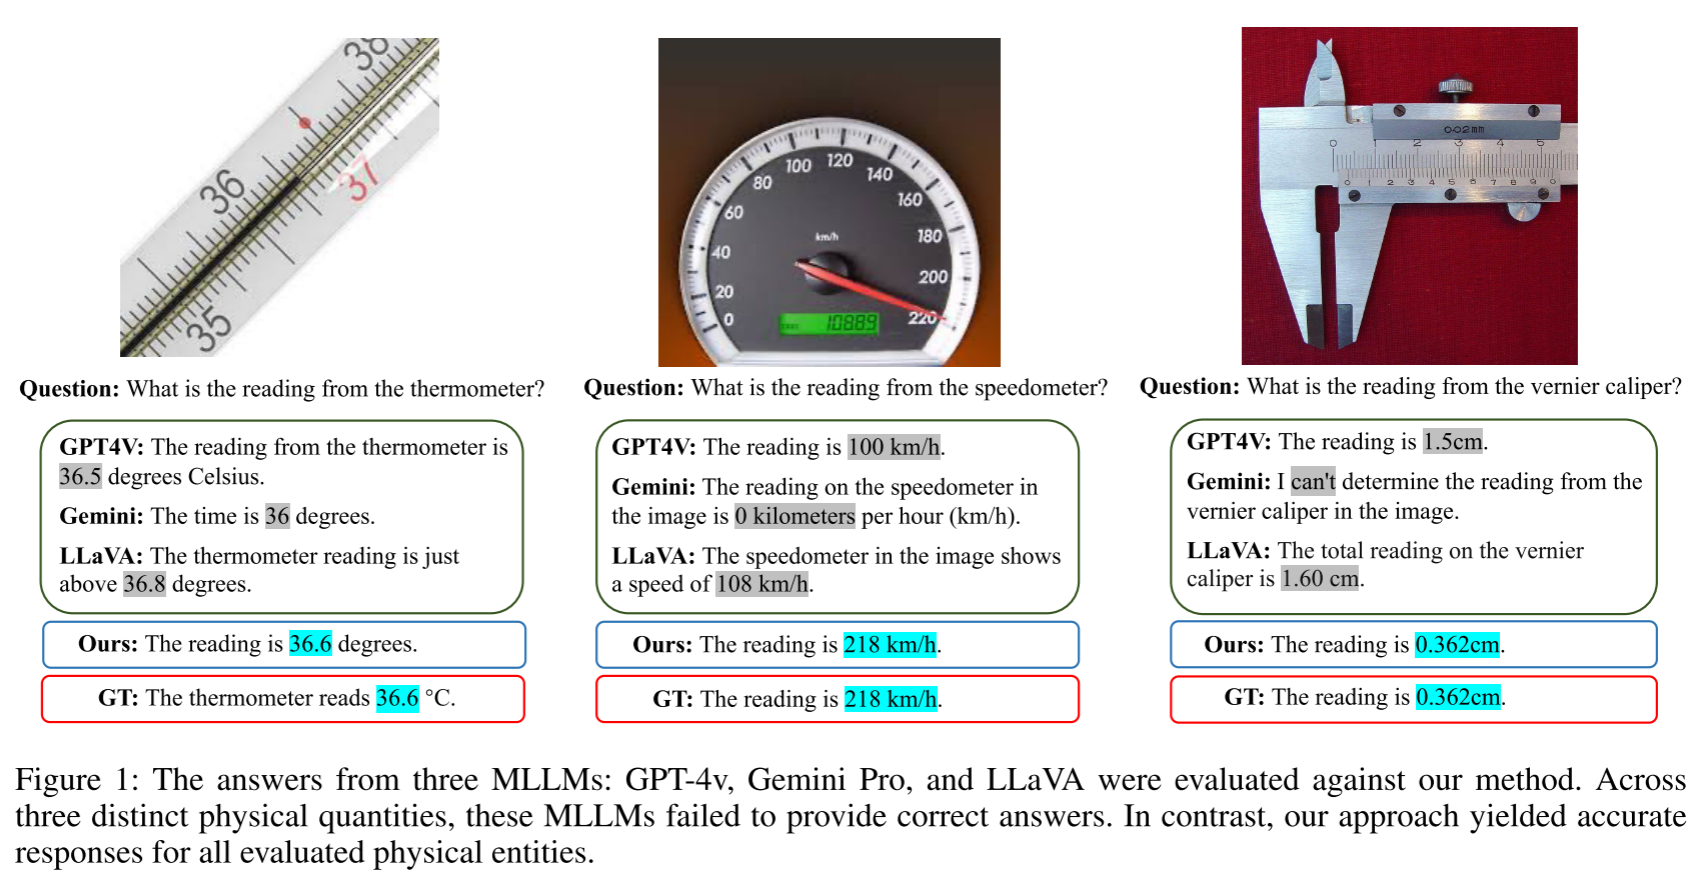 38
36
37
35
100 120
80 140
60 160
km/h
40 180
20 200
0 10889 220
0.02mm
0 1 2 3 4 5
0 1 2 3 4 5 6 7 8 9 0
Question: What is the reading from the thermometer?
GPT4V: The reading from the thermometer is
36.5 degrees Celsius.
Gemini: The time is 36 degrees.
LLaVA: The thermometer reading is just
above 36.8 degrees.
Ours: The reading is 36.6 degrees.
GT: The thermometer reads 36.6 °C.
Question: What is the reading from the speedometer?
GPT4V: The reading is 100 km/h.
Gemini: The reading on the speedometer in
the image is 0 kilometers per hour (km/h).
LLaVA: The speedometer in the image shows
a speed of 108 km/h.
Ours: The reading is 218 km/h.
GT: The reading is 218 km/h.
Question: What is the reading from the vernier caliper?
GPT4V: The reading is 1.5cm.
Gemini: I can't determine the reading from the
vernier caliper in the image.
LLaVA: The total reading on the vernier
caliper is 1.60 cm.
Ours: The reading is 0.362cm.
GT: The reading is 0.362cm.
Figure 1: The answers from three MLLMs: GPT-4v, Gemini Pro, and LLaVA were evaluated against our method. Across
three distinct physical quantities, these MLLMs failed to provide correct answers. In contrast, our approach yielded accurate
responses for all evaluated physical entities.